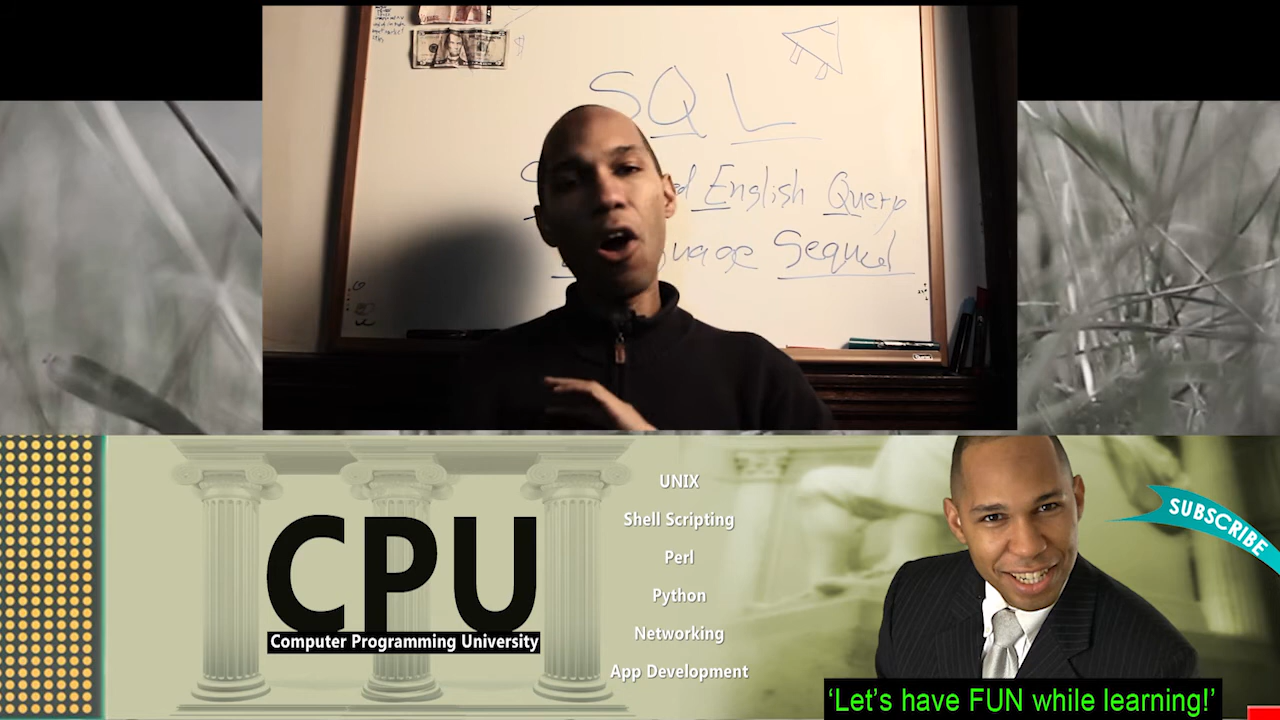 SQL
English Query
Sequel
CPU
Computer Programming University
UNIX
Shell Scripting
Perl
Python
Networking
App Development
SUBSCRIBE
‘Let’s have FUN while learning!’